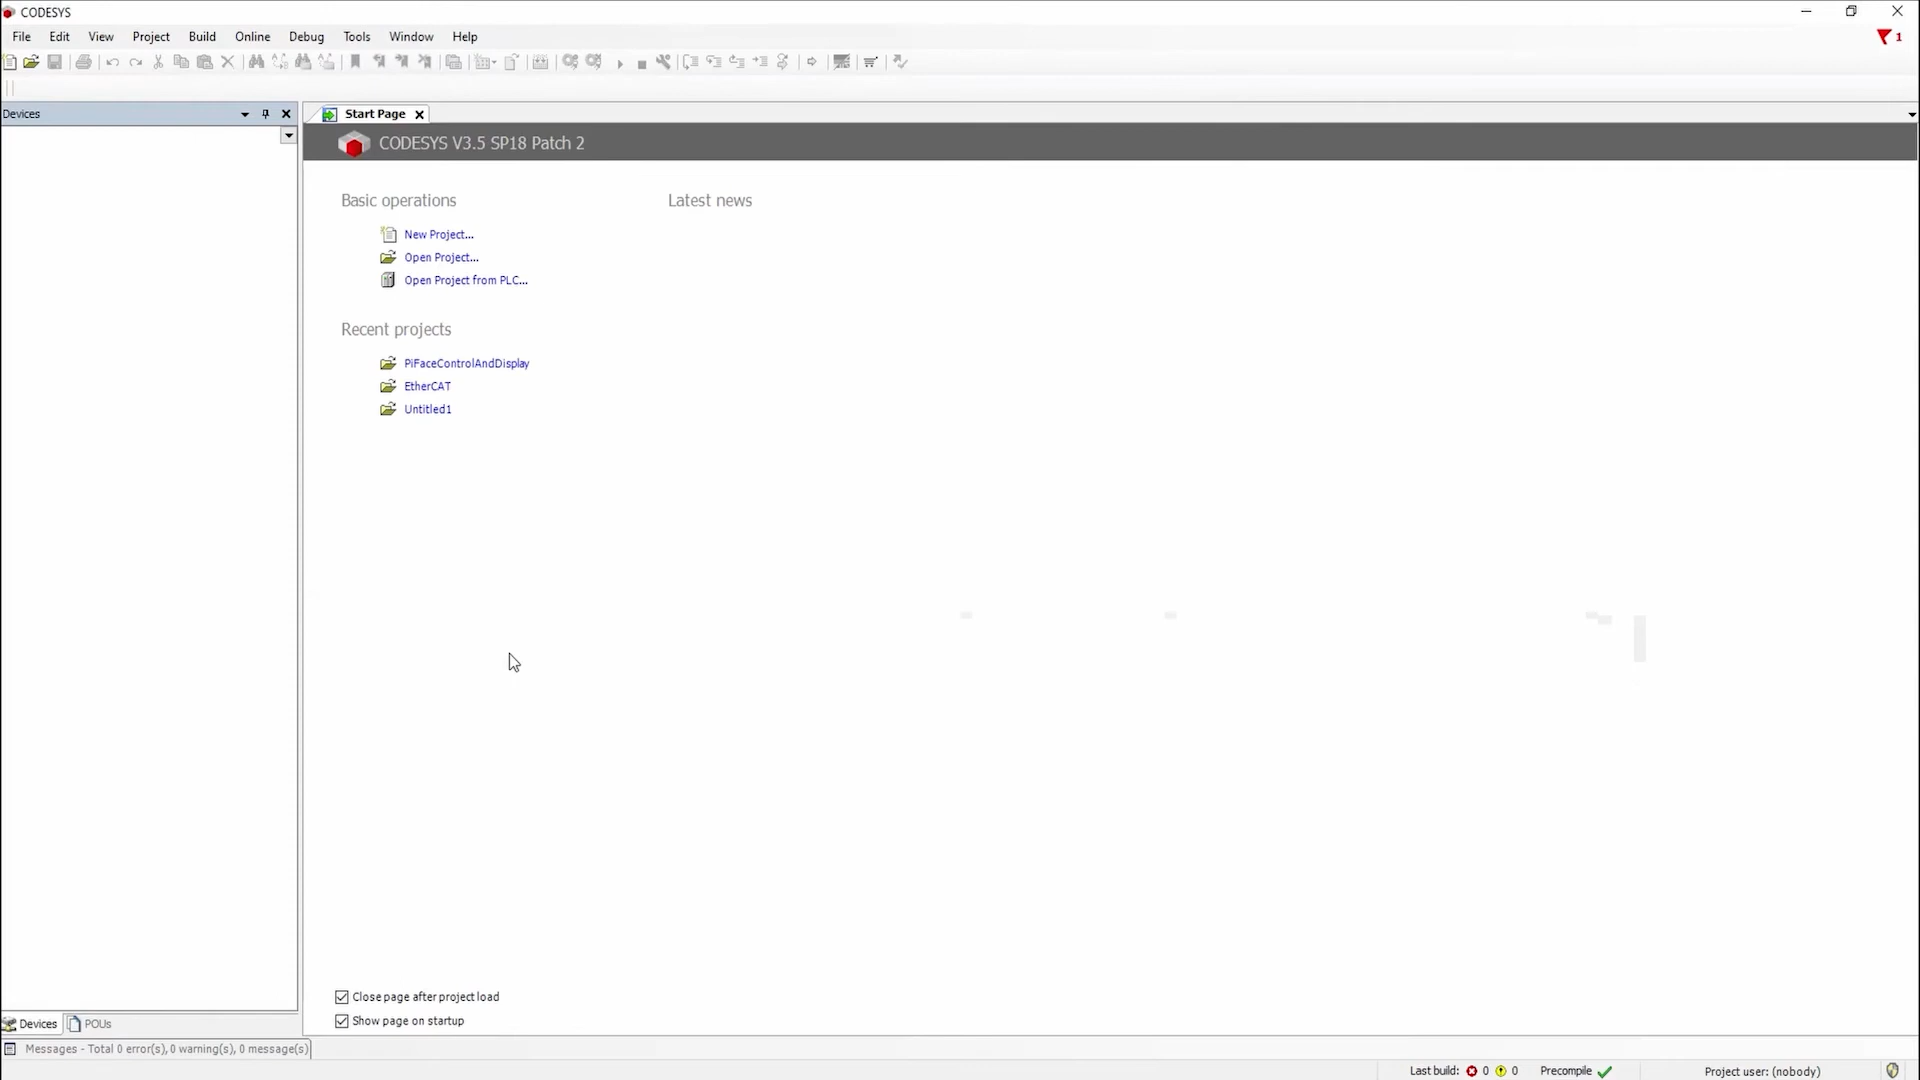 CODESYS
File Edit View Project Build Online Debug Tools Window Help
1
Devices
Start Page
CODESYS V3.5 SP18 Patch 2
Basic operations
Latest news
New Project...
Open Project...
Open Project from PLC...
Recent projects
PiFaceControlAndDisplay
EtherCAT
Untitled1
Close page after project load
Show page on startup
Devices POUs
Messages - Total 0 error(s), 0 warning(s), 0 message(s)
Last build: 0 0 Precompile Project user: (nobody)